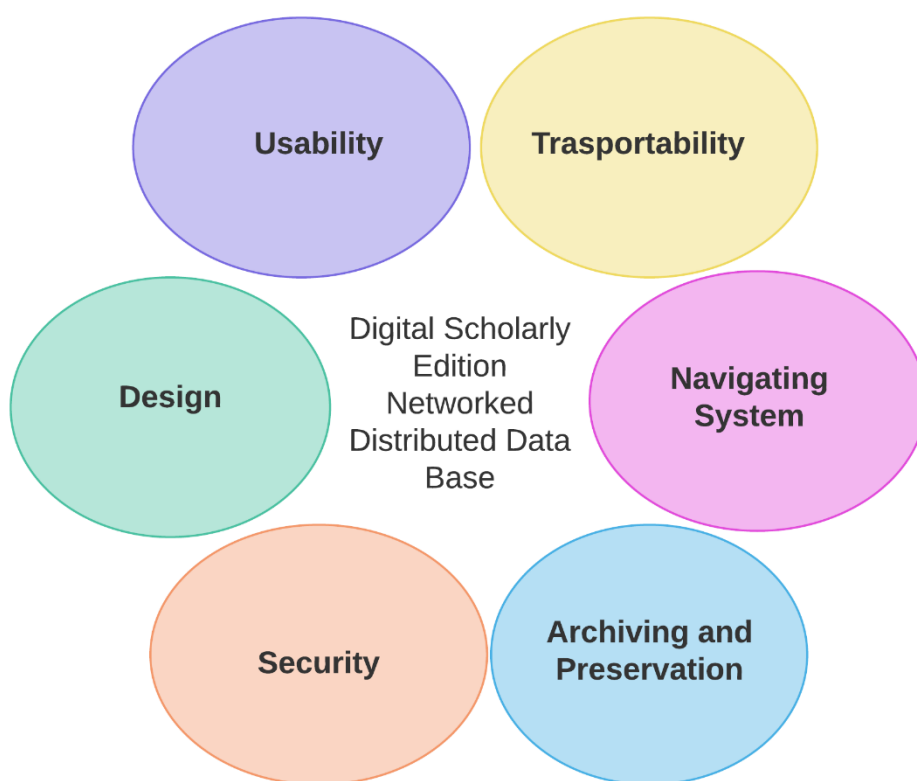 Usability
Trasportability
Digital Scholarly
Edition
Networked
Distributed Data
Base
Design
Navigating
System
Security
Archiving and
Preservation